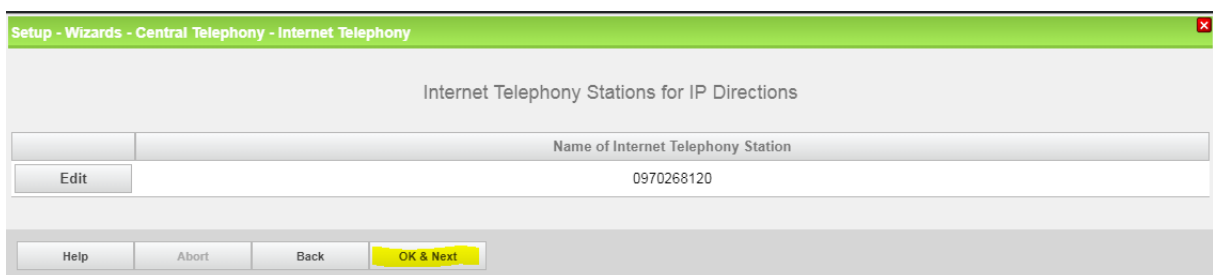 Setup - Wizards - Central Telephony - Internet Telephony
Internet Telephony Stations for IP Directions
Name of Internet Telephony Station
Edit 0970268120
Help Abort Back OK & Next